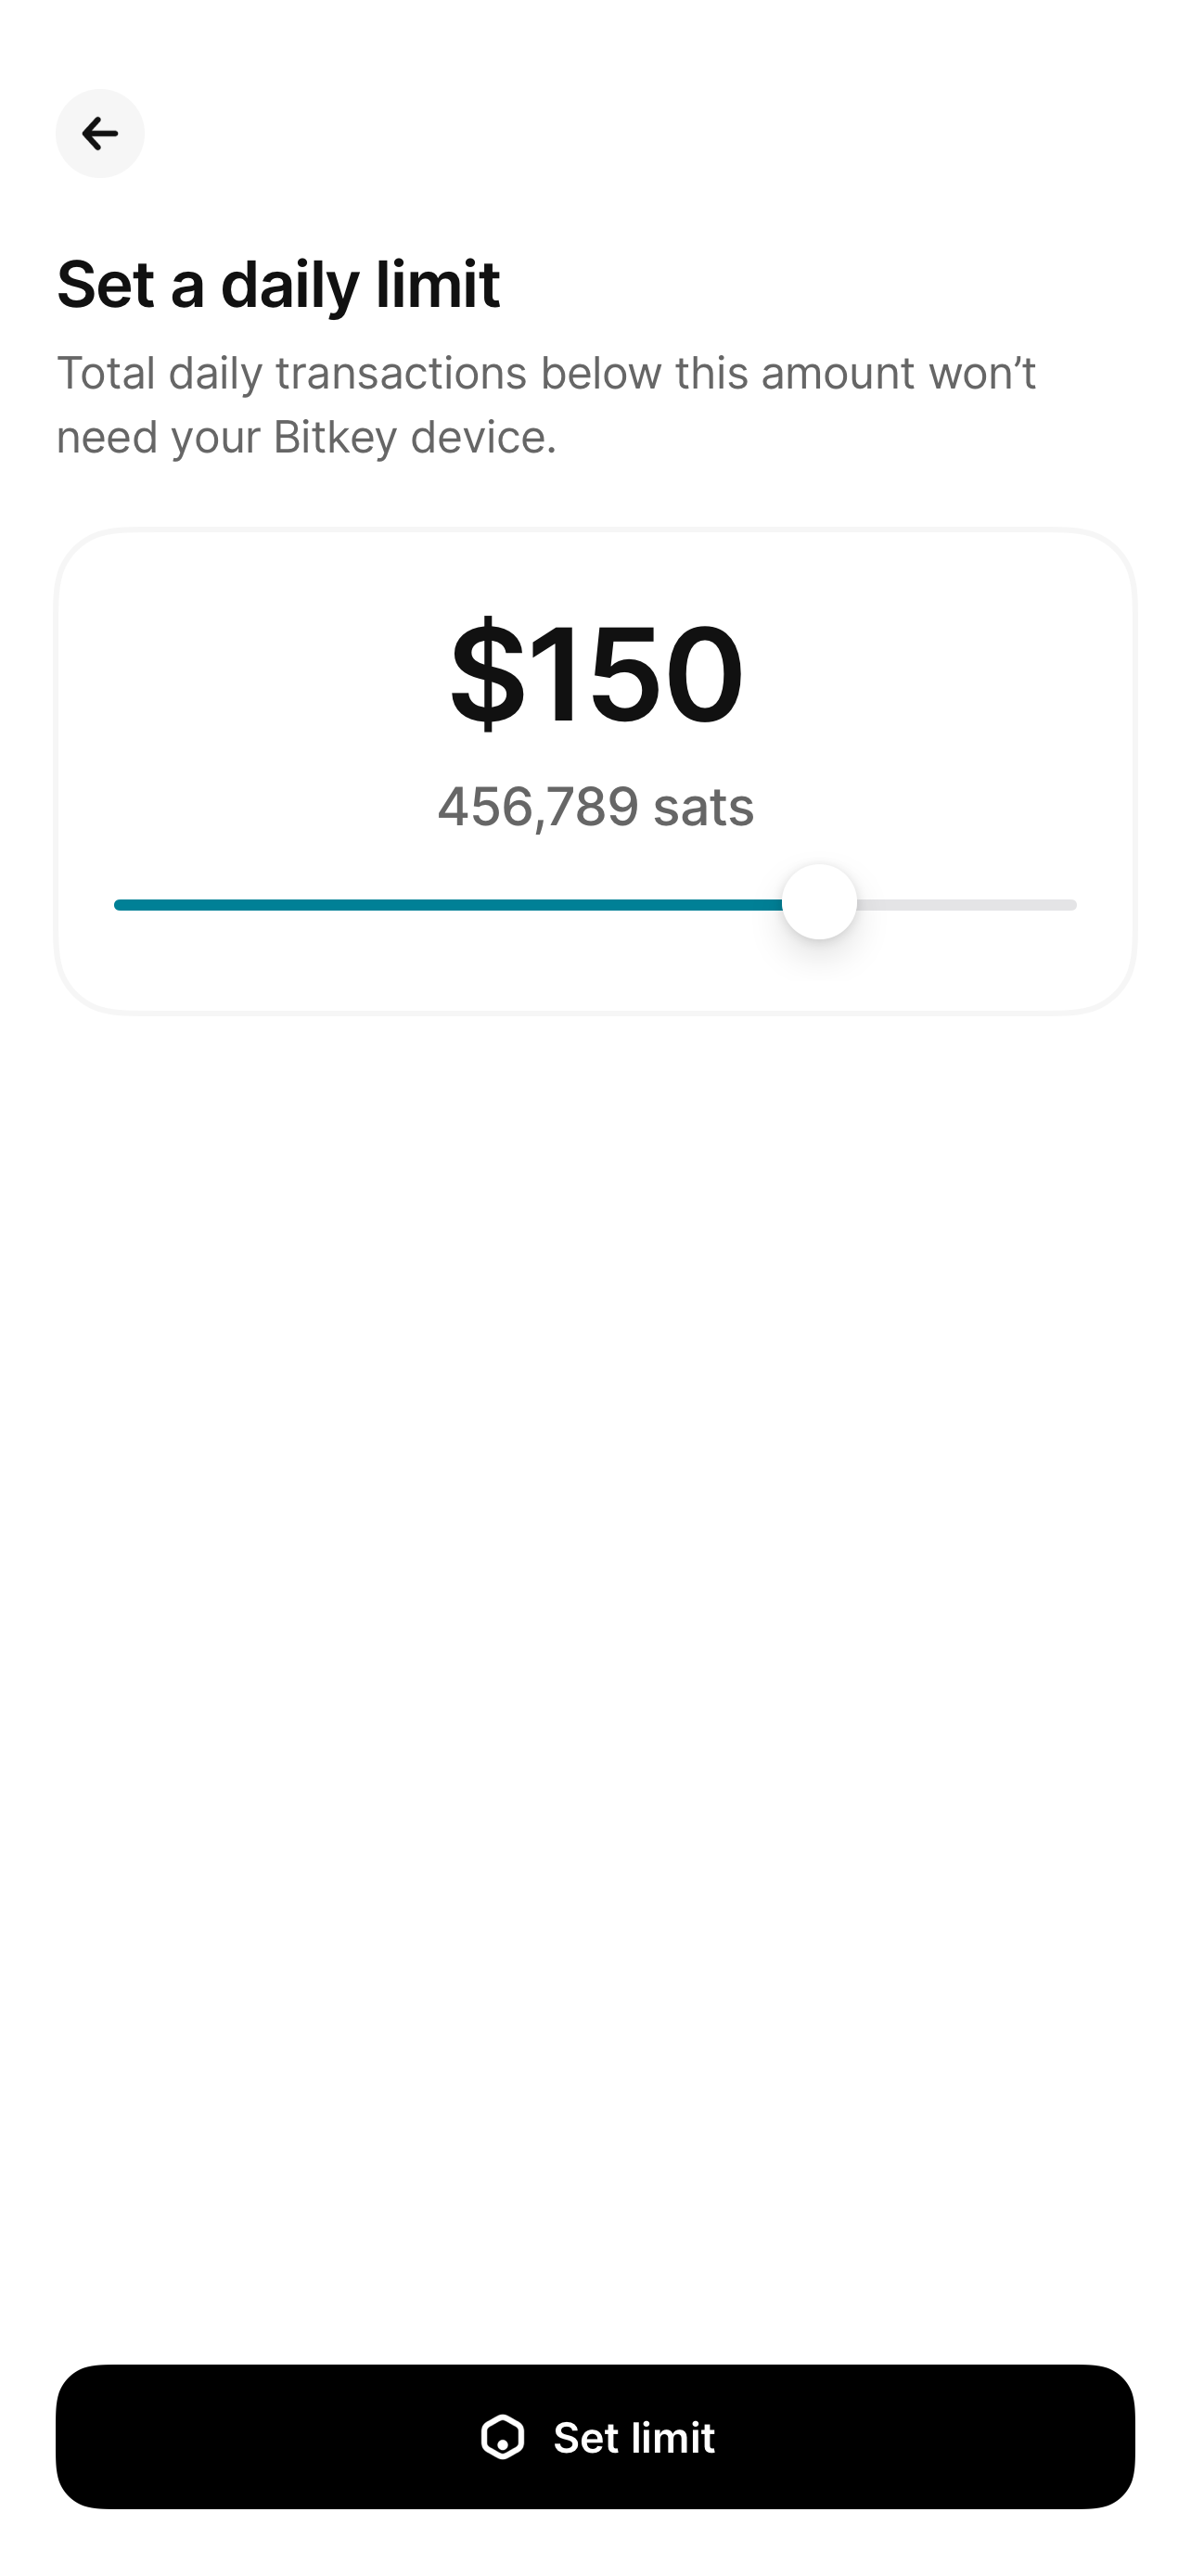 Set a daily limit
Total daily transactions below this amount won’t
need your Bitkey device.
$150
456,789 sats
Set limit